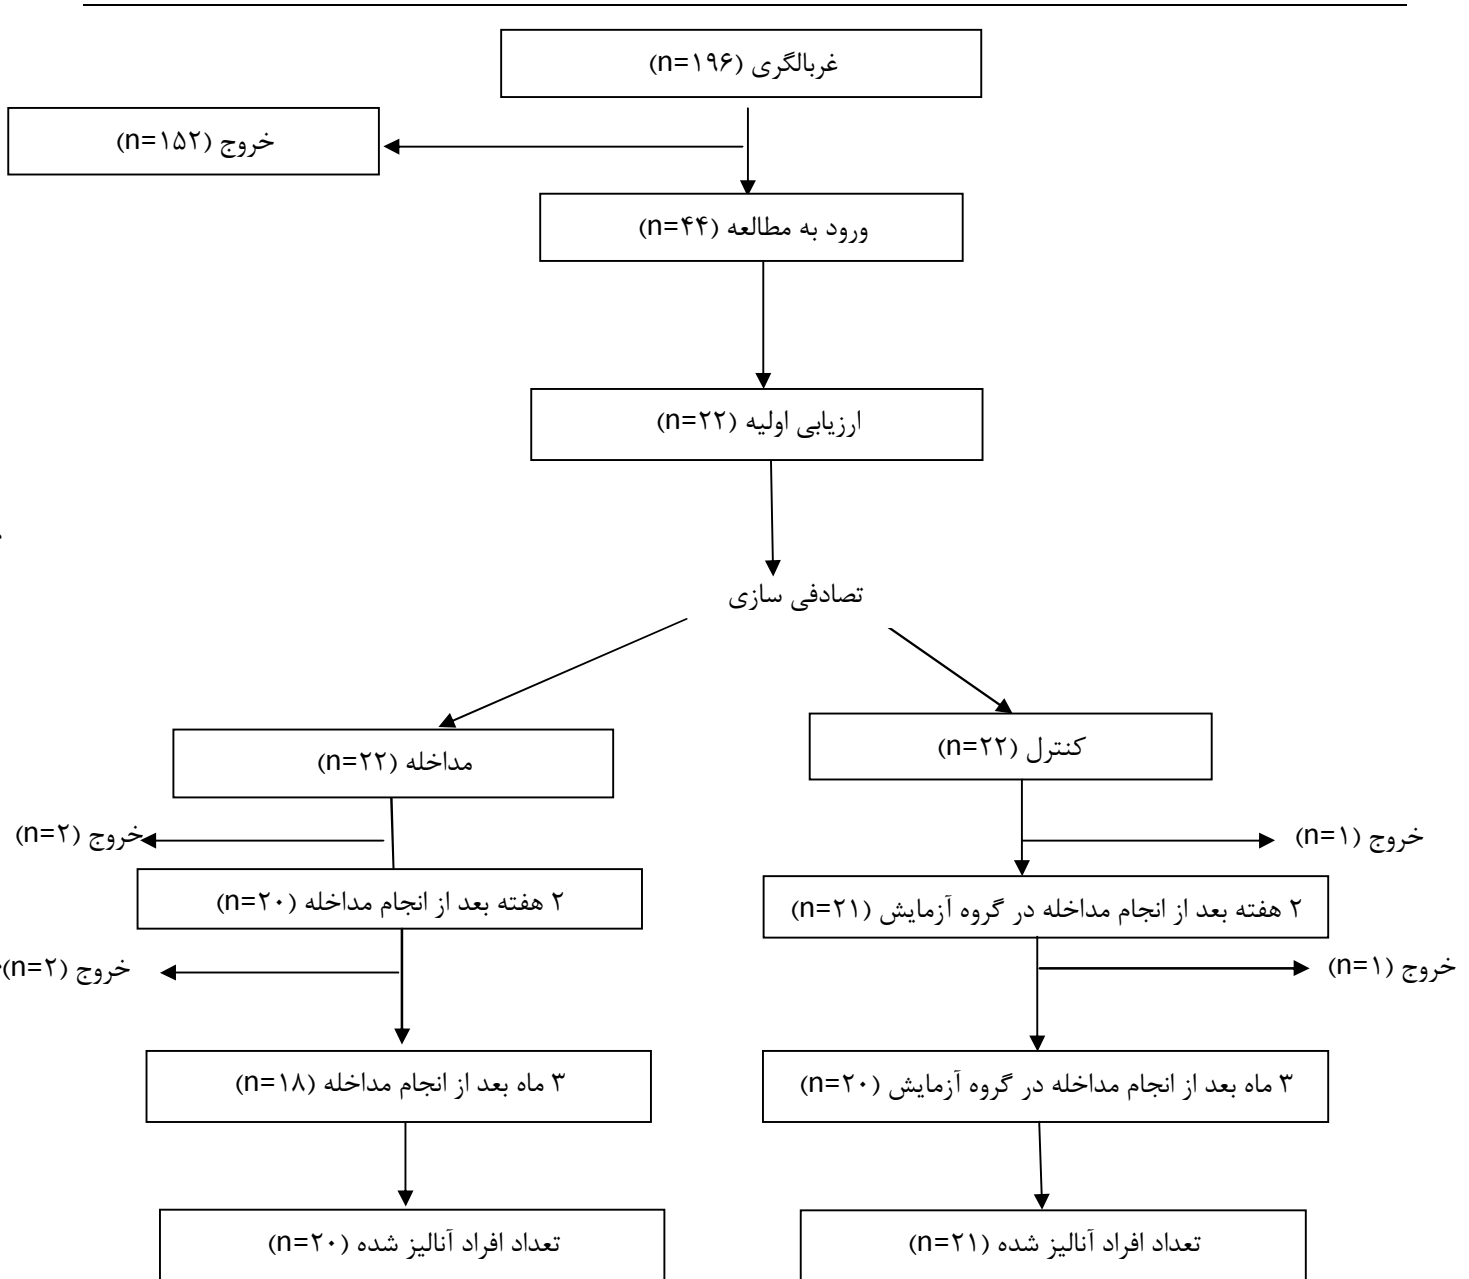 غربالگری (n=۱۹۶)
خروج (n=۱۵۲)
ورود به مطالعه (n=۴۴)
ارزیابی اولیه (n=۲۲)
تصادفی سازی
کنترل (n=۲۲)
مداخله (n=۲۲)
خروج (n=۱)
خروج (n=۲)
۲ هفته بعد از انجام مداخله در گروه آزمایش (n=۲۱)
۲ هفته بعد از انجام مداخله (n=۲۰)
خروج (n=۱)
خروج (n=۲)
۳ ماه بعد از انجام مداخله در گروه آزمایش (n=۲۰)
۳ ماه بعد از انجام مداخله (n=۱۸)
تعداد افراد آنالیز شده (n=۲۱)
تعداد افراد آنالیز شده (n=۲۰)